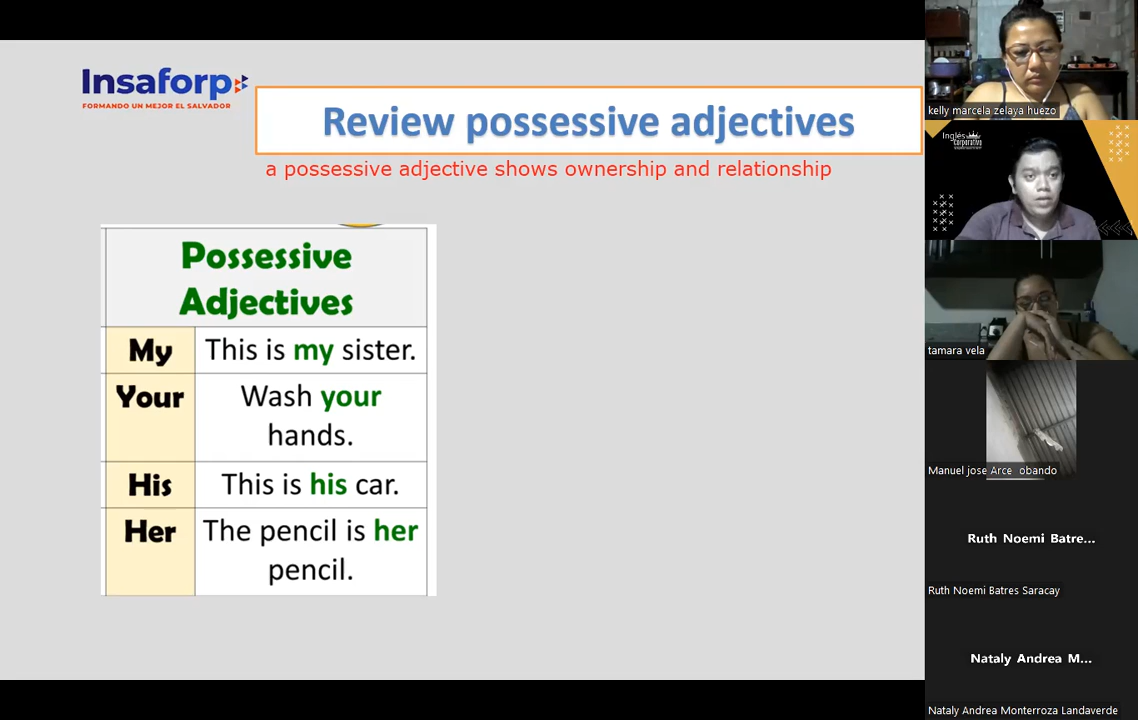 Insaforp
FORMANDO UN MEJOR EL SALVADOR
Review possessive adjectives
a possessive adjective shows ownership and relationship
Possessive
Adjectives
My This is my sister.
Your Wash your
hands.
His This is his car.
Her The pencil is her
pencil.
kelly marcela zelaya huezo
Inglés
corporativo
tamara vela
Manuel jose Arce obando
Ruth Noemi Batre...
Ruth Noemi Batres Saracay
Nataly Andrea M...
Nataly Andrea Monterroza Landaverde